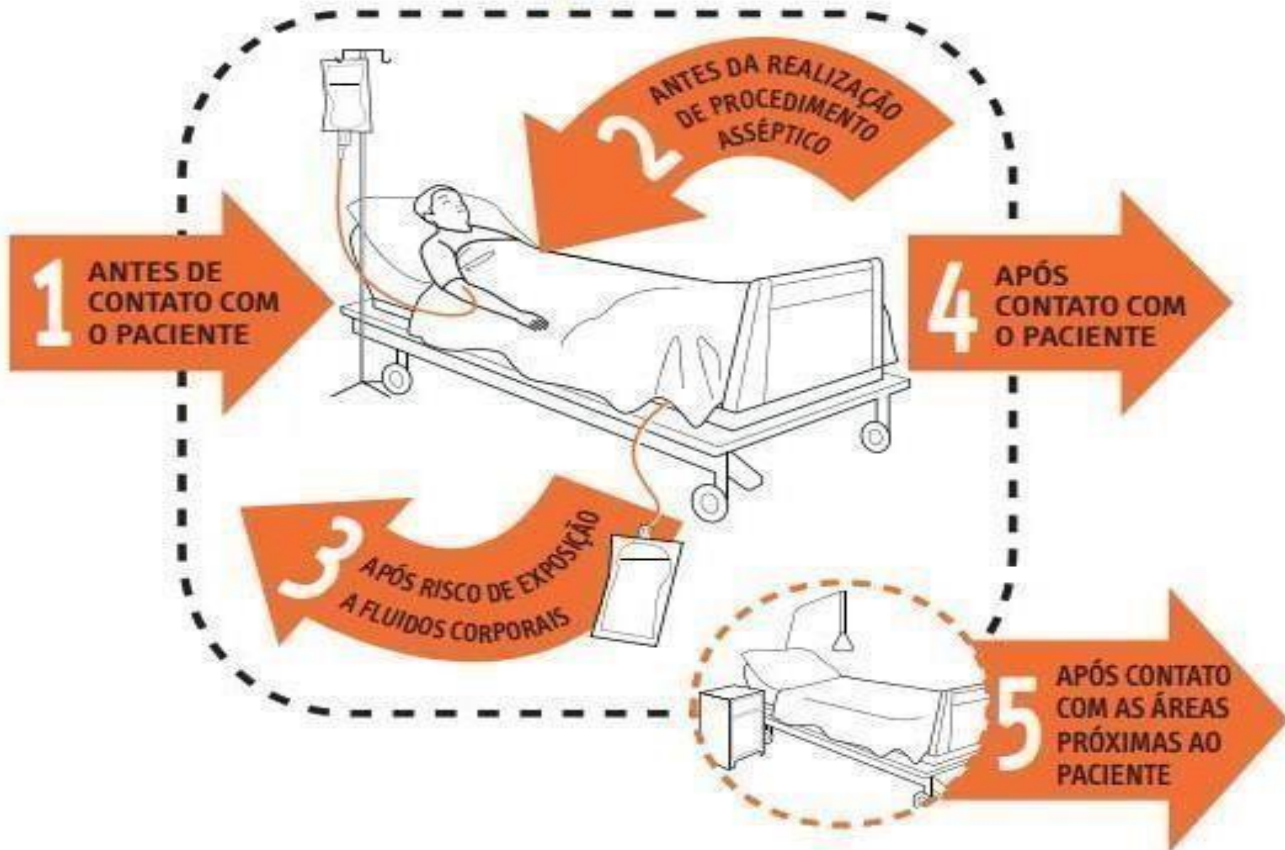 1
ANTES DE
CONTATO COM
O PACIENTE
2
ANTES DA REALIZAÇÃO
DE PROCEDIMENTO
ASSÉPTICO
3
APÓS RISCO DE EXPOSIÇÃO
A FLUIDOS CORPORAIS
4
APÓS
CONTATO COM
O PACIENTE
5
APÓS CONTATO
COM AS ÁREAS
PRÓXIMAS AO
PACIENTE